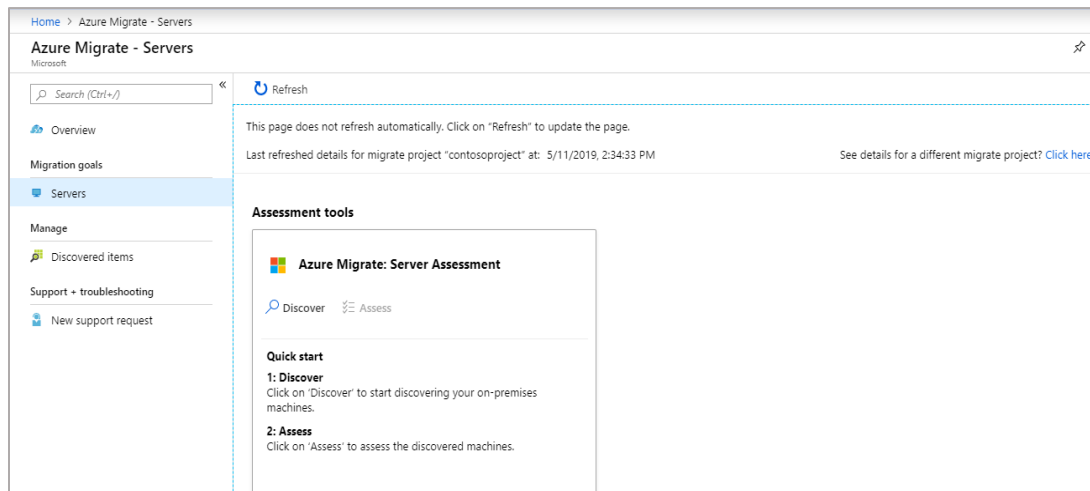 Home > Azure Migrate - Servers
Azure Migrate - Servers
Microsoft
Search (Ctrl+/)
«
Refresh
Overview
This page does not refresh automatically. Click on "Refresh" to update the page.
Last refreshed details for migrate project "contosoproject" at: 5/11/2019, 2:34:33 PM
See details for a different migrate project? Click here
Migration goals
Servers
Manage
Discovered items
Support + troubleshooting
New support request
Assessment tools
Azure Migrate: Server Assessment
Discover
Assess
Quick start
1: Discover
Click on 'Discover' to start discovering your on-premises
machines.
2: Assess
Click on 'Assess' to assess the discovered machines.